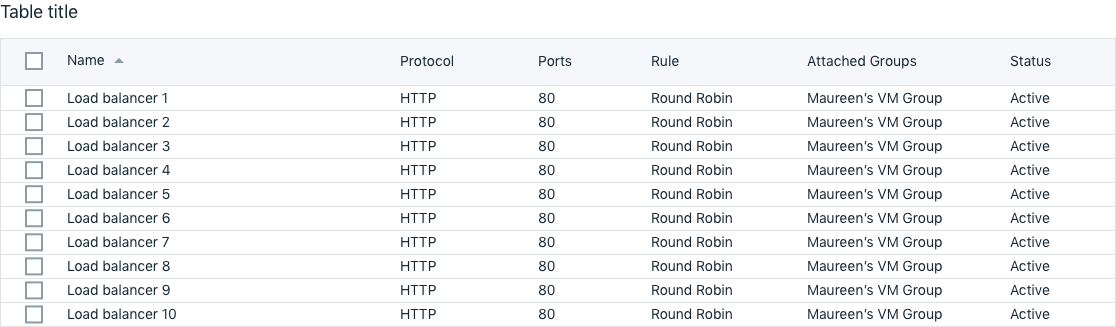 Table title
Name Protocol Ports Rule Attached Groups Status
Load balancer 1 HTTP 80 Round Robin Maureen’s VM Group Active
Load balancer 2 HTTP 80 Round Robin Maureen’s VM Group Active
Load balancer 3 HTTP 80 Round Robin Maureen’s VM Group Active
Load balancer 4 HTTP 80 Round Robin Maureen’s VM Group Active
Load balancer 5 HTTP 80 Round Robin Maureen’s VM Group Active
Load balancer 6 HTTP 80 Round Robin Maureen’s VM Group Active
Load balancer 7 HTTP 80 Round Robin Maureen’s VM Group Active
Load balancer 8 HTTP 80 Round Robin Maureen’s VM Group Active
Load balancer 9 HTTP 80 Round Robin Maureen’s VM Group Active
Load balancer 10 HTTP 80 Round Robin Maureen’s VM Group Active